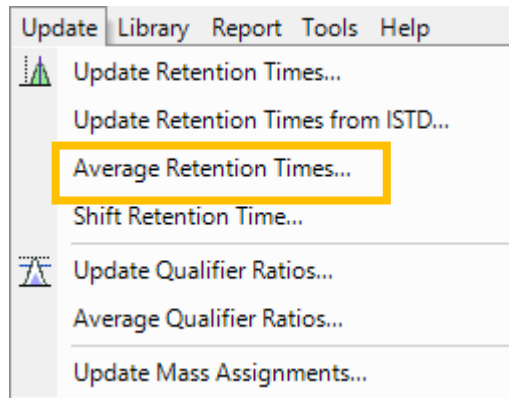 Update Library Report Tools Help
Update Retention Times...
Update Retention Times from ISTD...
Average Retention Times...
Shift Retention Time...
Update Qualifier Ratios...
Average Qualifier Ratios...
Update Mass Assignments...